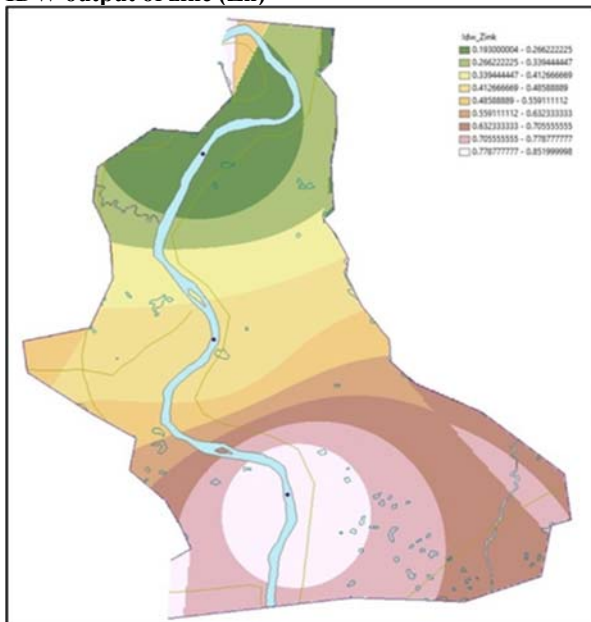 IDW output of zinc (Zn)
Idw_Zink
0.193000004 - 0.266222225
0.266222225 - 0.339444447
0.339444447 - 0.412666669
0.412666669 - 0.48588889
0.48588889 - 0.559111112
0.559111112 - 0.632333333
0.632333333 - 0.705555555
0.705555555 - 0.778777777
0.778777777 - 0.851999998